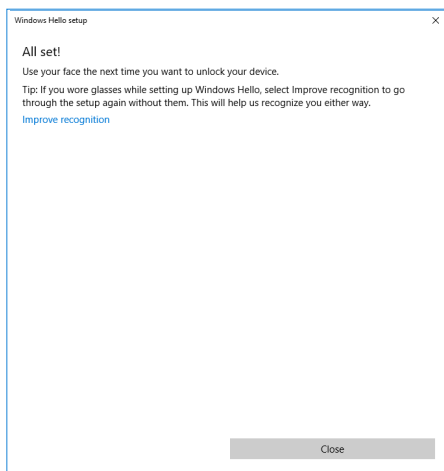 Windows Hello setup
All set!
Use your face the next time you want to unlock your device.
Tip: If you wore glasses while setting up Windows Hello, select Improve recognition to go
through the setup again without them. This will help us recognize you either way.
Improve recognition
Close